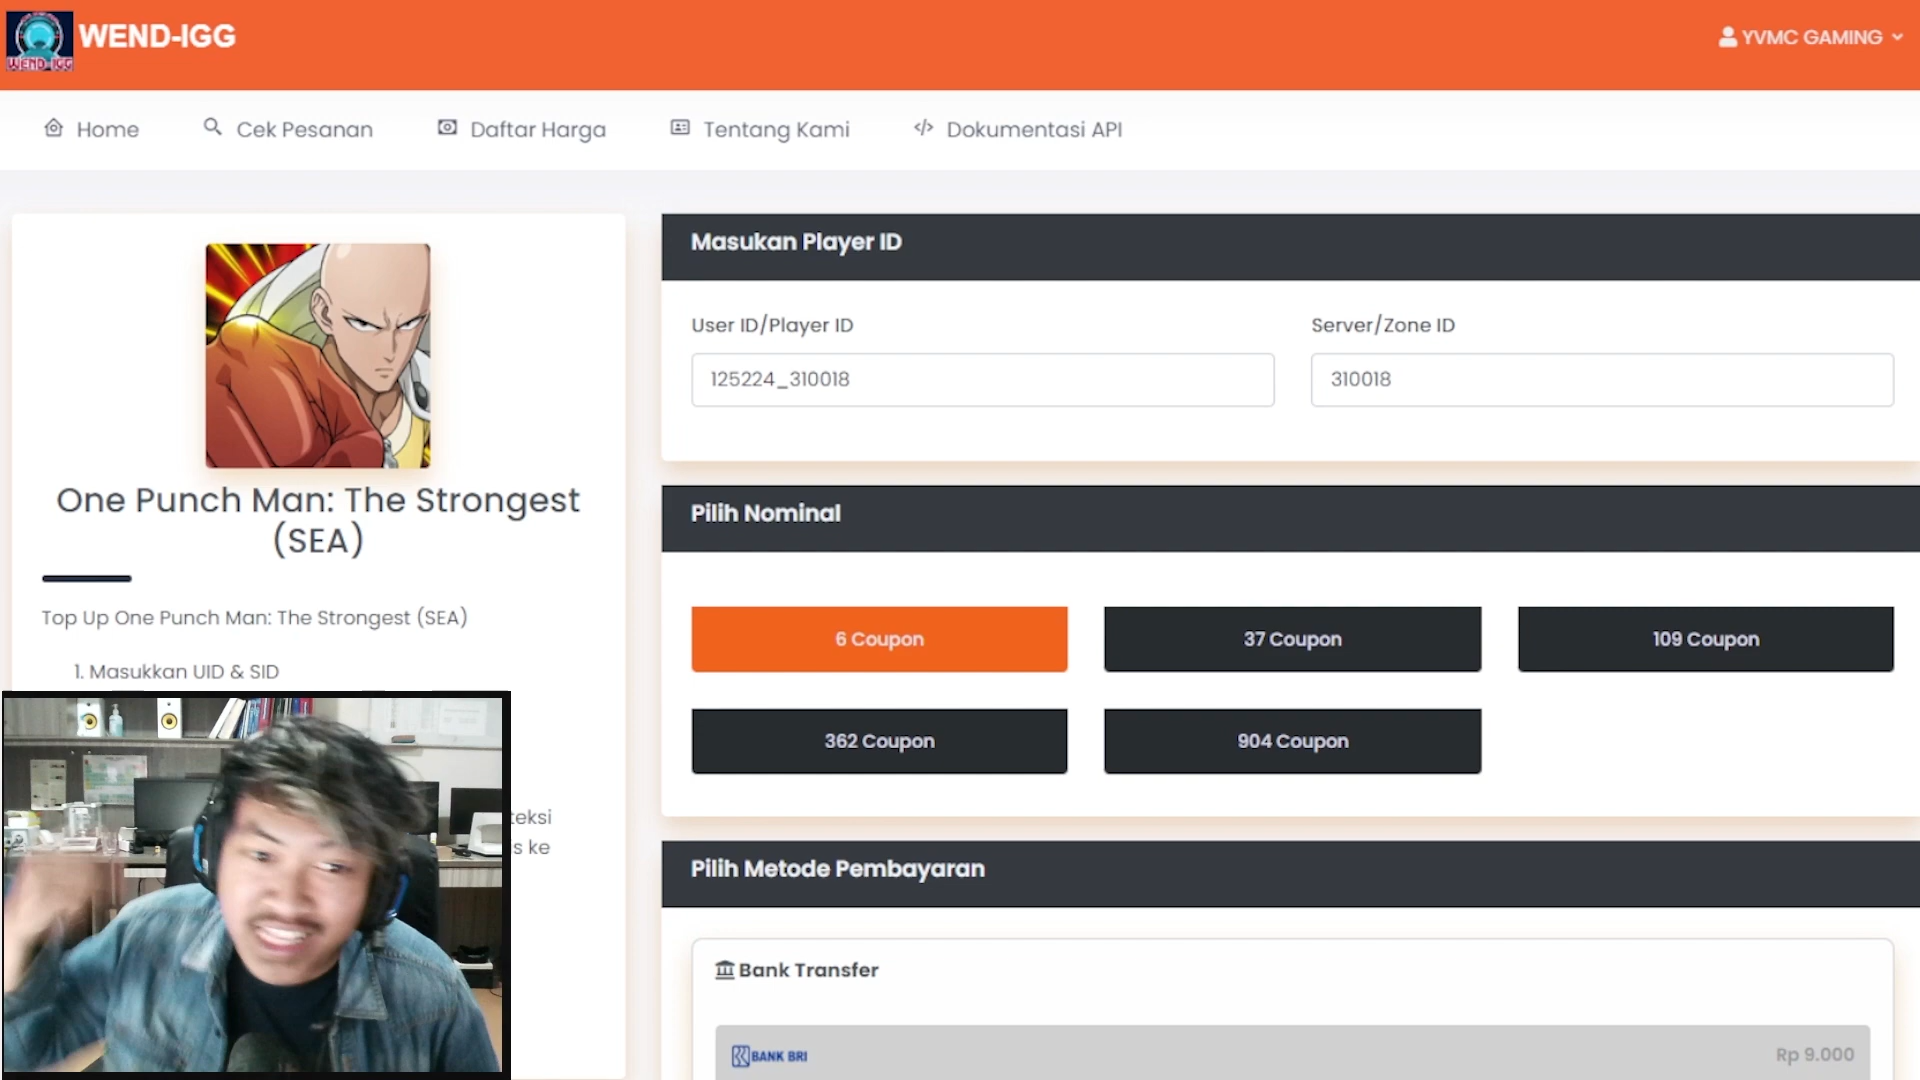 WEND-IGG
WEND-IGG
YVMC GAMING
Home
Cek Pesanan
Daftar Harga
Tentang Kami
Dokumentasi API
One Punch Man: The Strongest
(SEA)
Top Up One Punch Man: The Strongest (SEA)
1. Masukkan UID & SID
teksi
s ke
Masukan Player ID
User ID/Player ID
Server/Zone ID
125224_310018
310018
Pilih Nominal
6 Coupon
37 Coupon
109 Coupon
362 Coupon
904 Coupon
Pilih Metode Pembayaran
Bank Transfer
BANK BRI
Rp 9.000